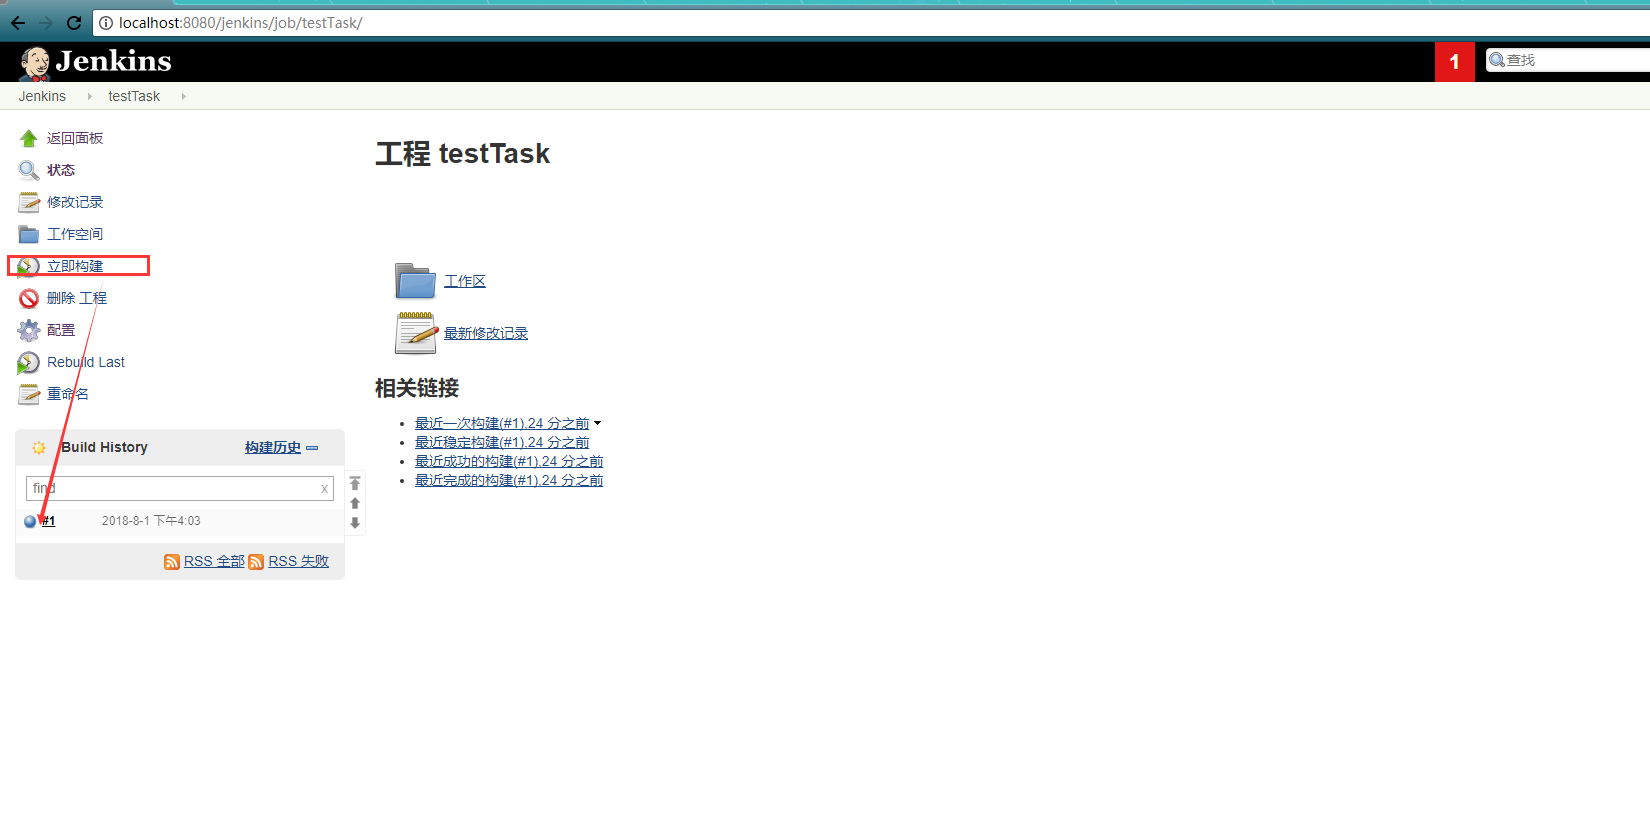 localhost:8080/jenkins/job/testTask/
Jenkins
1
查找
Jenkins
testTask
返回面板
状态
修改记录
工作空间
立即构建
删除 工程
配置
Rebuild Last
重命名
Build History
构建历史
find
x
#1
2018-8-1 下午4:03
RSS 全部
RSS 失败
工程 testTask
工作区
最新修改记录
相关链接
最近一次构建(#1),24 分之前
最近稳定构建(#1),24 分之前
最近成功的构建(#1),24 分之前
最近完成的构建(#1),24 分之前